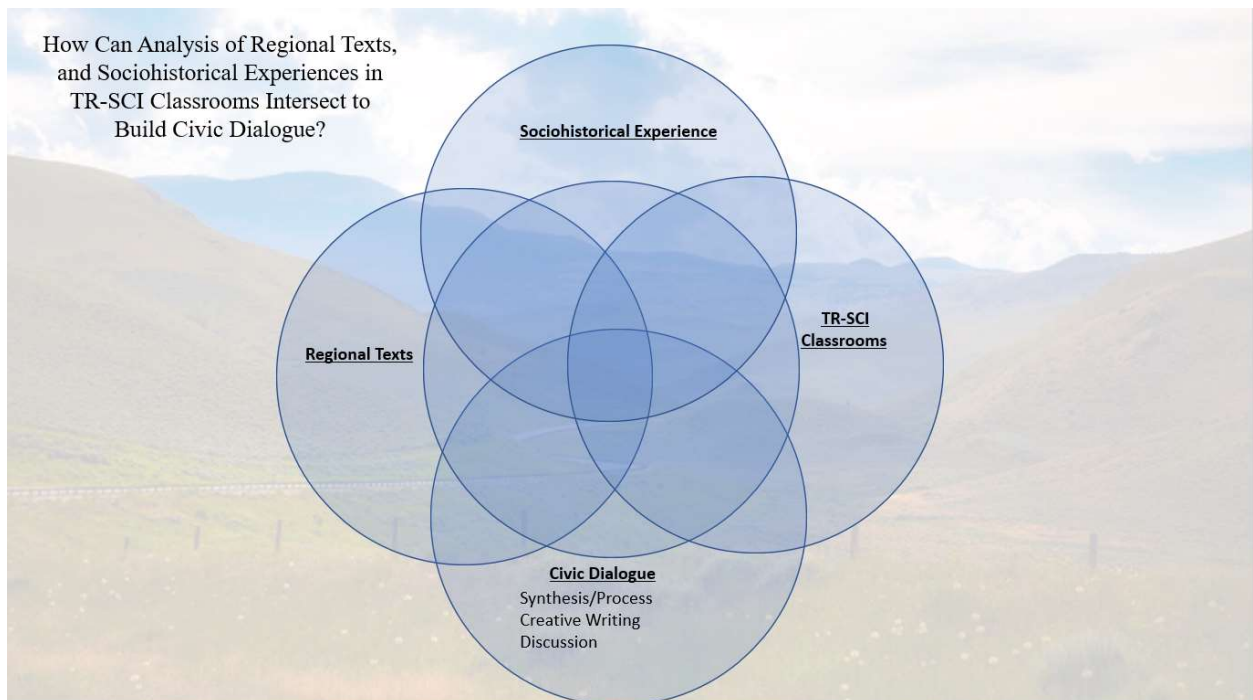 How Can Analysis of Regional Texts,
and Sociohistorical Experiences in
TR-SCI Classrooms Intersect to
Build Civic Dialogue?
Sociohistorical Experience
TR-SCI
Classrooms
Regional Texts
Civic Dialogue
Synthesis/Process
Creative Writing
Discussion